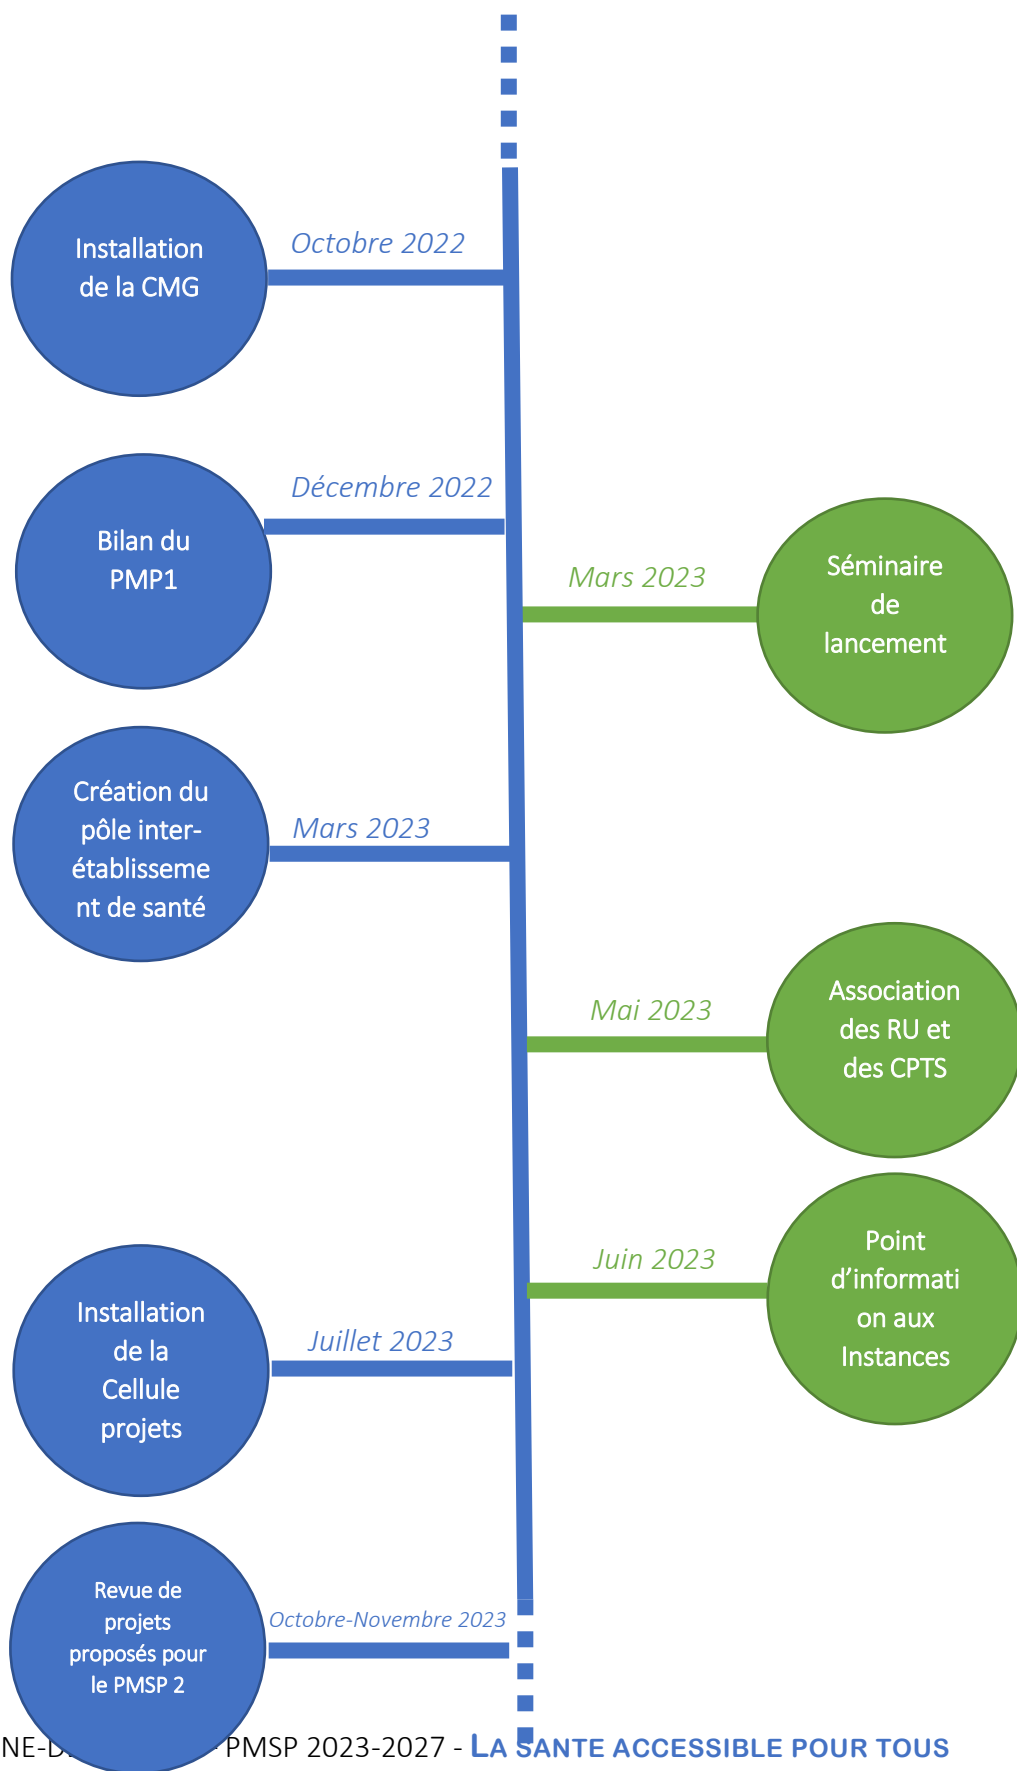 Octobre 2022
Installation
de la CMG
Décembre 2022
Bilan du
PMP1
Mars 2023
Séminaire
de
lancement
Mars 2023
Création du
pôle inter-
établisseme
nt de santé
Mai 2023
Association
des RU et
des CPTS
Juin 2023
Point
d’informati
on aux
Instances
Juillet 2023
Installation
de la
Cellule
projets
Octobre-Novembre 2023
Revue de
projets
proposés pour
le PMSP 2
PMSP 2023-2027 - LA SANTE ACCESSIBLE POUR TOUS